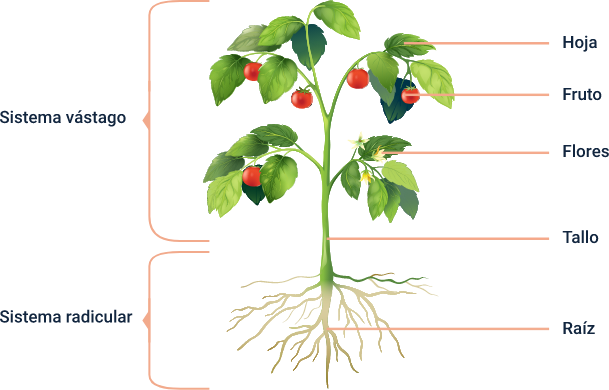 Sistema vástago
Sistema radicular
Hoja
Fruto
Flores
Tallo
Raíz